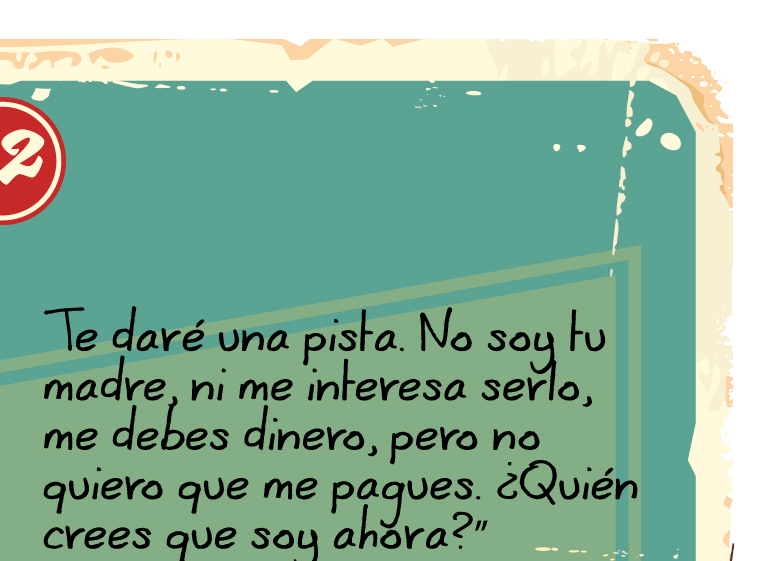 2
Te daré una pista. No soy tu
madre, ni me interesa serlo,
me debes dinero, pero no
quiero que me pagues. ¿Quién
crees que soy ahora?"